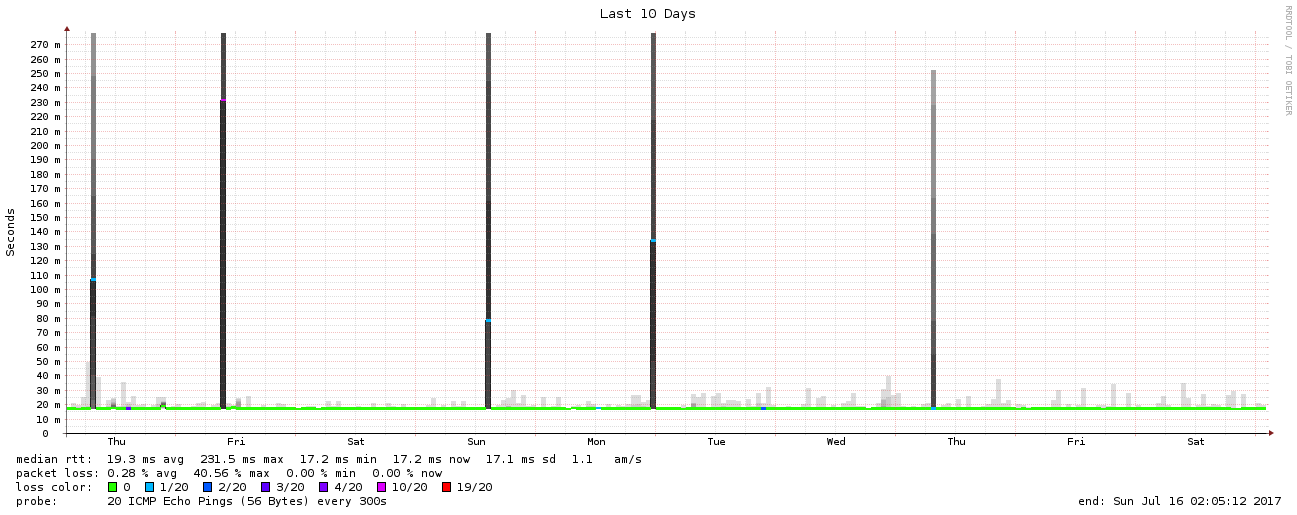 Last 10 Days
RRDTOOL / TOBI OETIKER
Seconds
270 m
260 m
250 m
240 m
230 m
220 m
210 m
200 m
190 m
180 m
170 m
160 m
150 m
140 m
130 m
120 m
110 m
100 m
90 m
80 m
70 m
60 m
50 m
40 m
30 m
20 m
10 m
0
Thu Fri Sat Sun Mon Tue Wed Thu Fri Sat
median rtt: 19.3 ms avg 231.5 ms max 17.2 ms min 17.2 ms now 17.1 ms sd 1.1 am/s
packet loss: 0.28 % avg 40.56 % max 0.00 % min 0.00 % now
loss color: 0 1/20 2/20 3/20 4/20 10/20 19/20
probe: 20 ICMP Echo Pings (56 Bytes) every 300s end: Sun Jul 16 02:05:12 2017